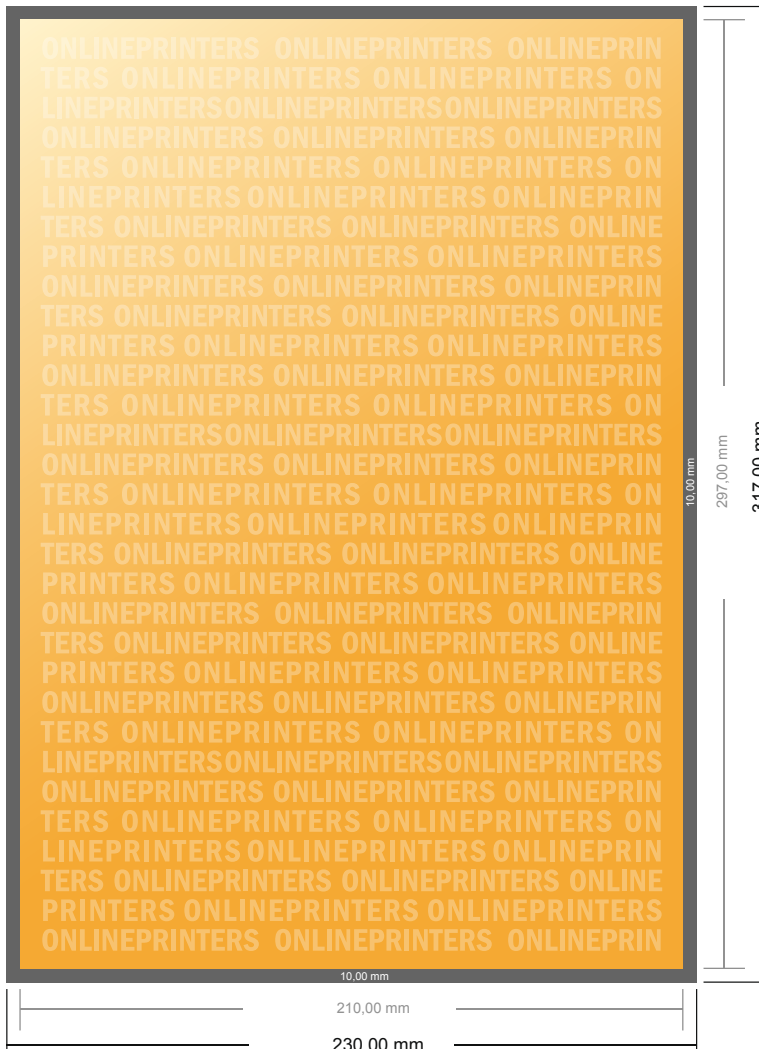 ONLINEPRINTERS ONLINEPRINTERS ONLINEPRIN
TERS ONLINEPRINTERS ONLINEPRINTERS ON
LINEPRINTERSONLINEPRINTERSONLINEPRINTERS
ONLINEPRINTERS ONLINEPRINTERS ONLINEPRIN
TERS ONLINEPRINTERS ONLINEPRINTERS ON
LINEPRINTERS ONLINEPRINTERS ONLINEPRIN
TERS ONLINEPRINTERS ONLINEPRINTERS ONLINE
PRINTERS ONLINEPRINTERS ONLINEPRINTERS
ONLINEPRINTERS ONLINEPRINTERS ONLINEPRIN
TERS ONLINEPRINTERS ONLINEPRINTERS ONLINE
PRINTERS ONLINEPRINTERS ONLINEPRINTERS
ONLINEPRINTERS ONLINEPRINTERS ONLINEPRIN
TERS ONLINEPRINTERS ONLINEPRINTERS ON
LINEPRINTERSONLINEPRINTERSONLINEPRINTERS
ONLINEPRINTERS ONLINEPRINTERS ONLINEPRIN
TERS ONLINEPRINTERS ONLINEPRINTERS ON
LINEPRINTERS ONLINEPRINTERS ONLINEPRIN
TERS ONLINEPRINTERS ONLINEPRINTERS ONLINE
PRINTERS ONLINEPRINTERS ONLINEPRINTERS
ONLINEPRINTERS ONLINEPRINTERS ONLINEPRIN
TERS ONLINEPRINTERS ONLINEPRINTERS ONLINE
PRINTERS ONLINEPRINTERS ONLINEPRINTERS
ONLINEPRINTERS ONLINEPRINTERS ONLINEPRIN
TERS ONLINEPRINTERS ONLINEPRINTERS ON
LINEPRINTERSONLINEPRINTERSONLINEPRINTERS
ONLINEPRINTERS ONLINEPRINTERS ONLINEPRIN
TERS ONLINEPRINTERS ONLINEPRINTERS ON
LINEPRINTERS ONLINEPRINTERS ONLINEPRIN
TERS ONLINEPRINTERS ONLINEPRINTERS ONLINE
PRINTERS ONLINEPRINTERS ONLINEPRINTERS
ONLINEPRINTERS ONLINEPRINTERS ONLINEPRIN
10,00 mm
297,00 mm
317,00 mm
10,00 mm
210,00 mm
230,00 mm